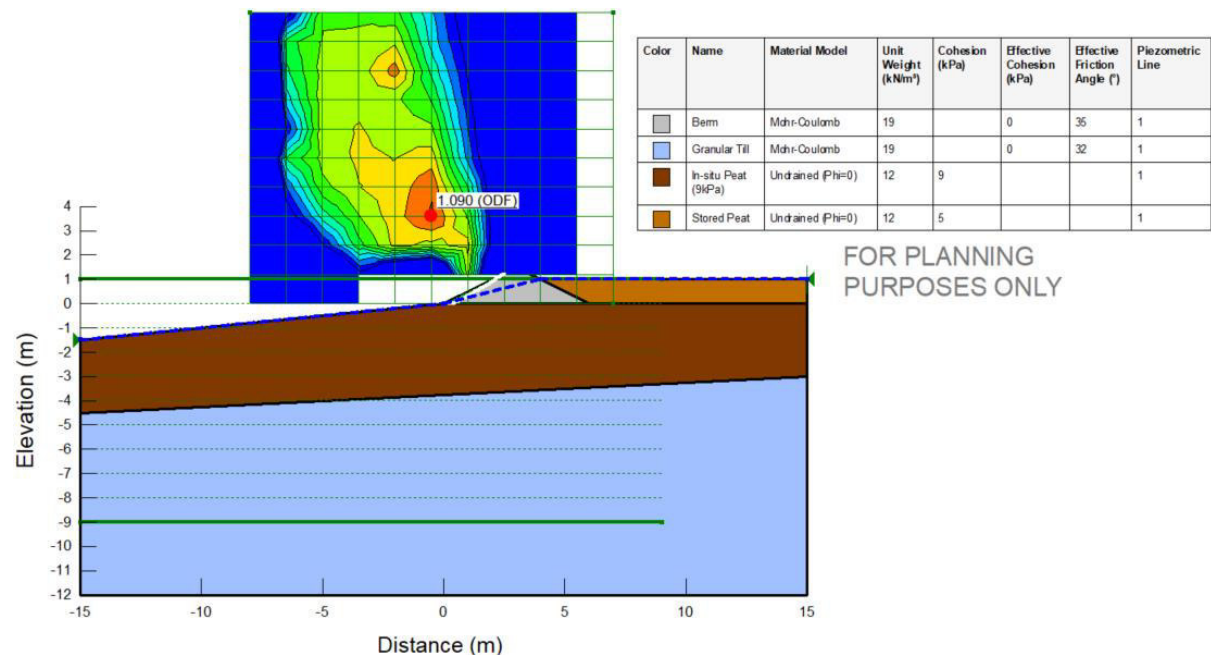 Color Name Material Model Unit Weight (kN/m³) Cohesion (kPa) Effective Cohesion (kPa) Effective Friction Angle (°) Piezometric Line
Berm Mohr-Coulomb 19 0 35 1
Granular Till Mohr-Coulomb 19 0 32 1
In-situ Peat (9kPa) Undrained (Phi=0) 12 9 1
Stored Peat Undrained (Phi=0) 12 5 1
1.090 (ODF)
FOR PLANNING
PURPOSES ONLY
Elevation (m)
4
3
2
1
0
-1
-2
-3
-4
-5
-6
-7
-8
-9
-10
-11
-12
-15 -10 -5 0 5 10 15
Distance (m)